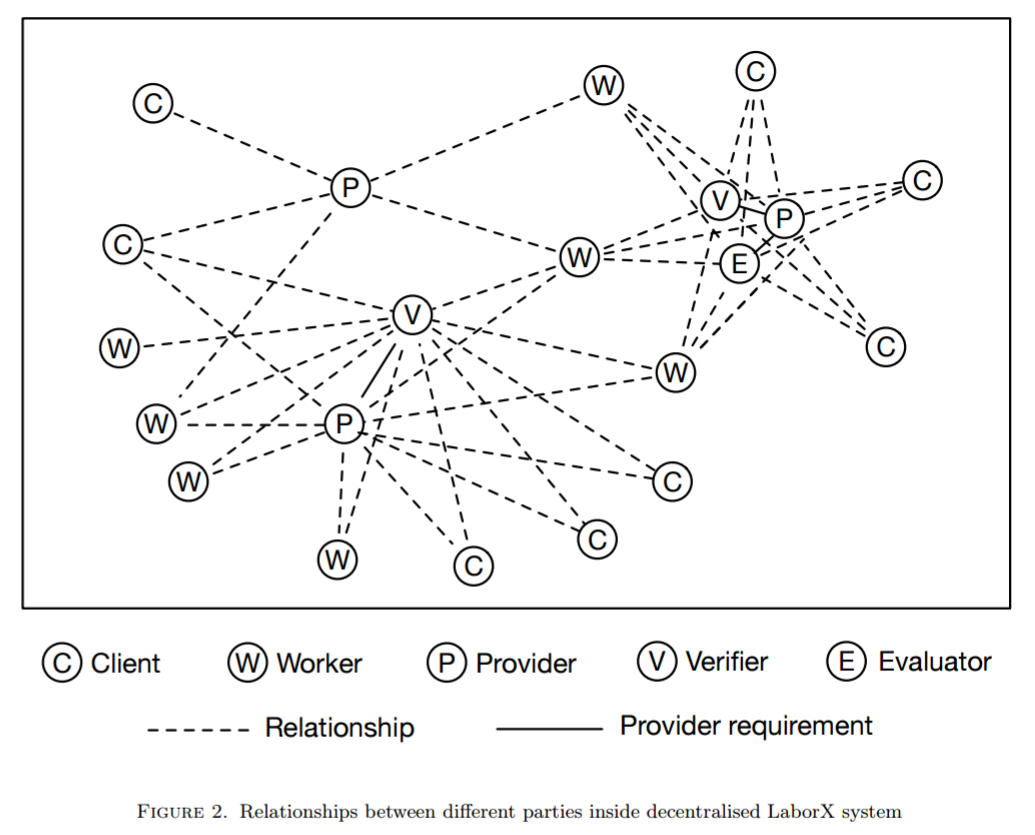 C
W
C
P
V
C
P
C
W
E
V
W
C
W
W
P
W
C
C
W
C
C Client W Worker P Provider V Verifier E Evaluator
Relationship Provider requirement
FIGURE 2. Relationships between different parties inside decentralised LaborX system